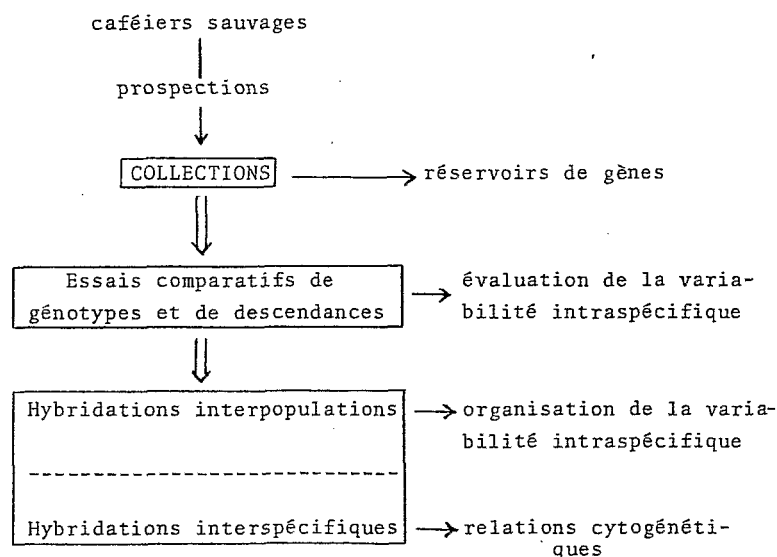 caféiers sauvages
prospections
COLLECTIONS
réservoirs de gènes
Essais comparatifs de
génotypes et de descendances
évaluation de la varia-
bilité intraspécifique
Hybridations interpopulations
organisation de la varia-
bilité intraspécifique
Hybridations interspécifiques
relations cytogénéti-
ques